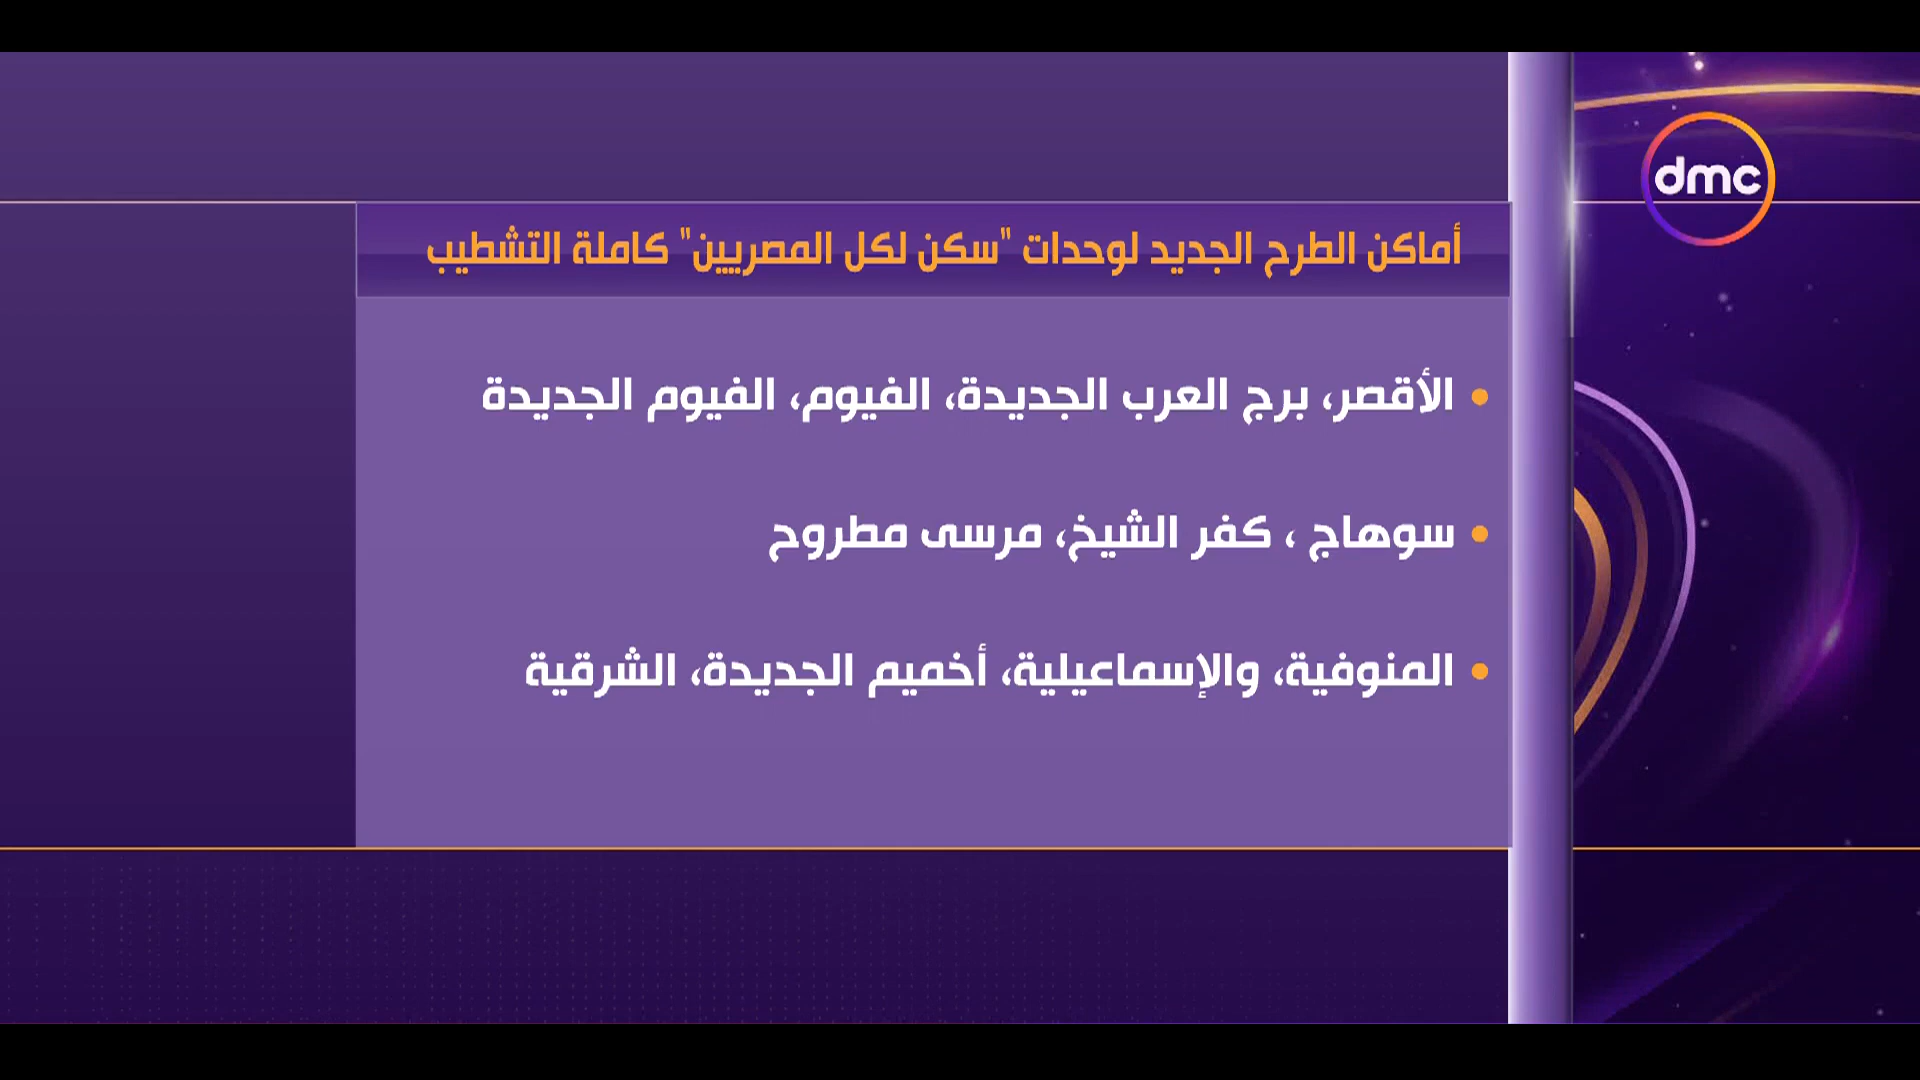 dmc
أماكن الطرح الجديد لوحدات "سكن لكل المصريين" كاملة التشطيب
• الأقصر، برج العرب الجديدة، الفيوم، الفيوم الجديدة
• سوهاج ، كفر الشيخ، مرسى مطروح
• المنوفية، والإسماعيلية، أخميم الجديدة، الشرقية